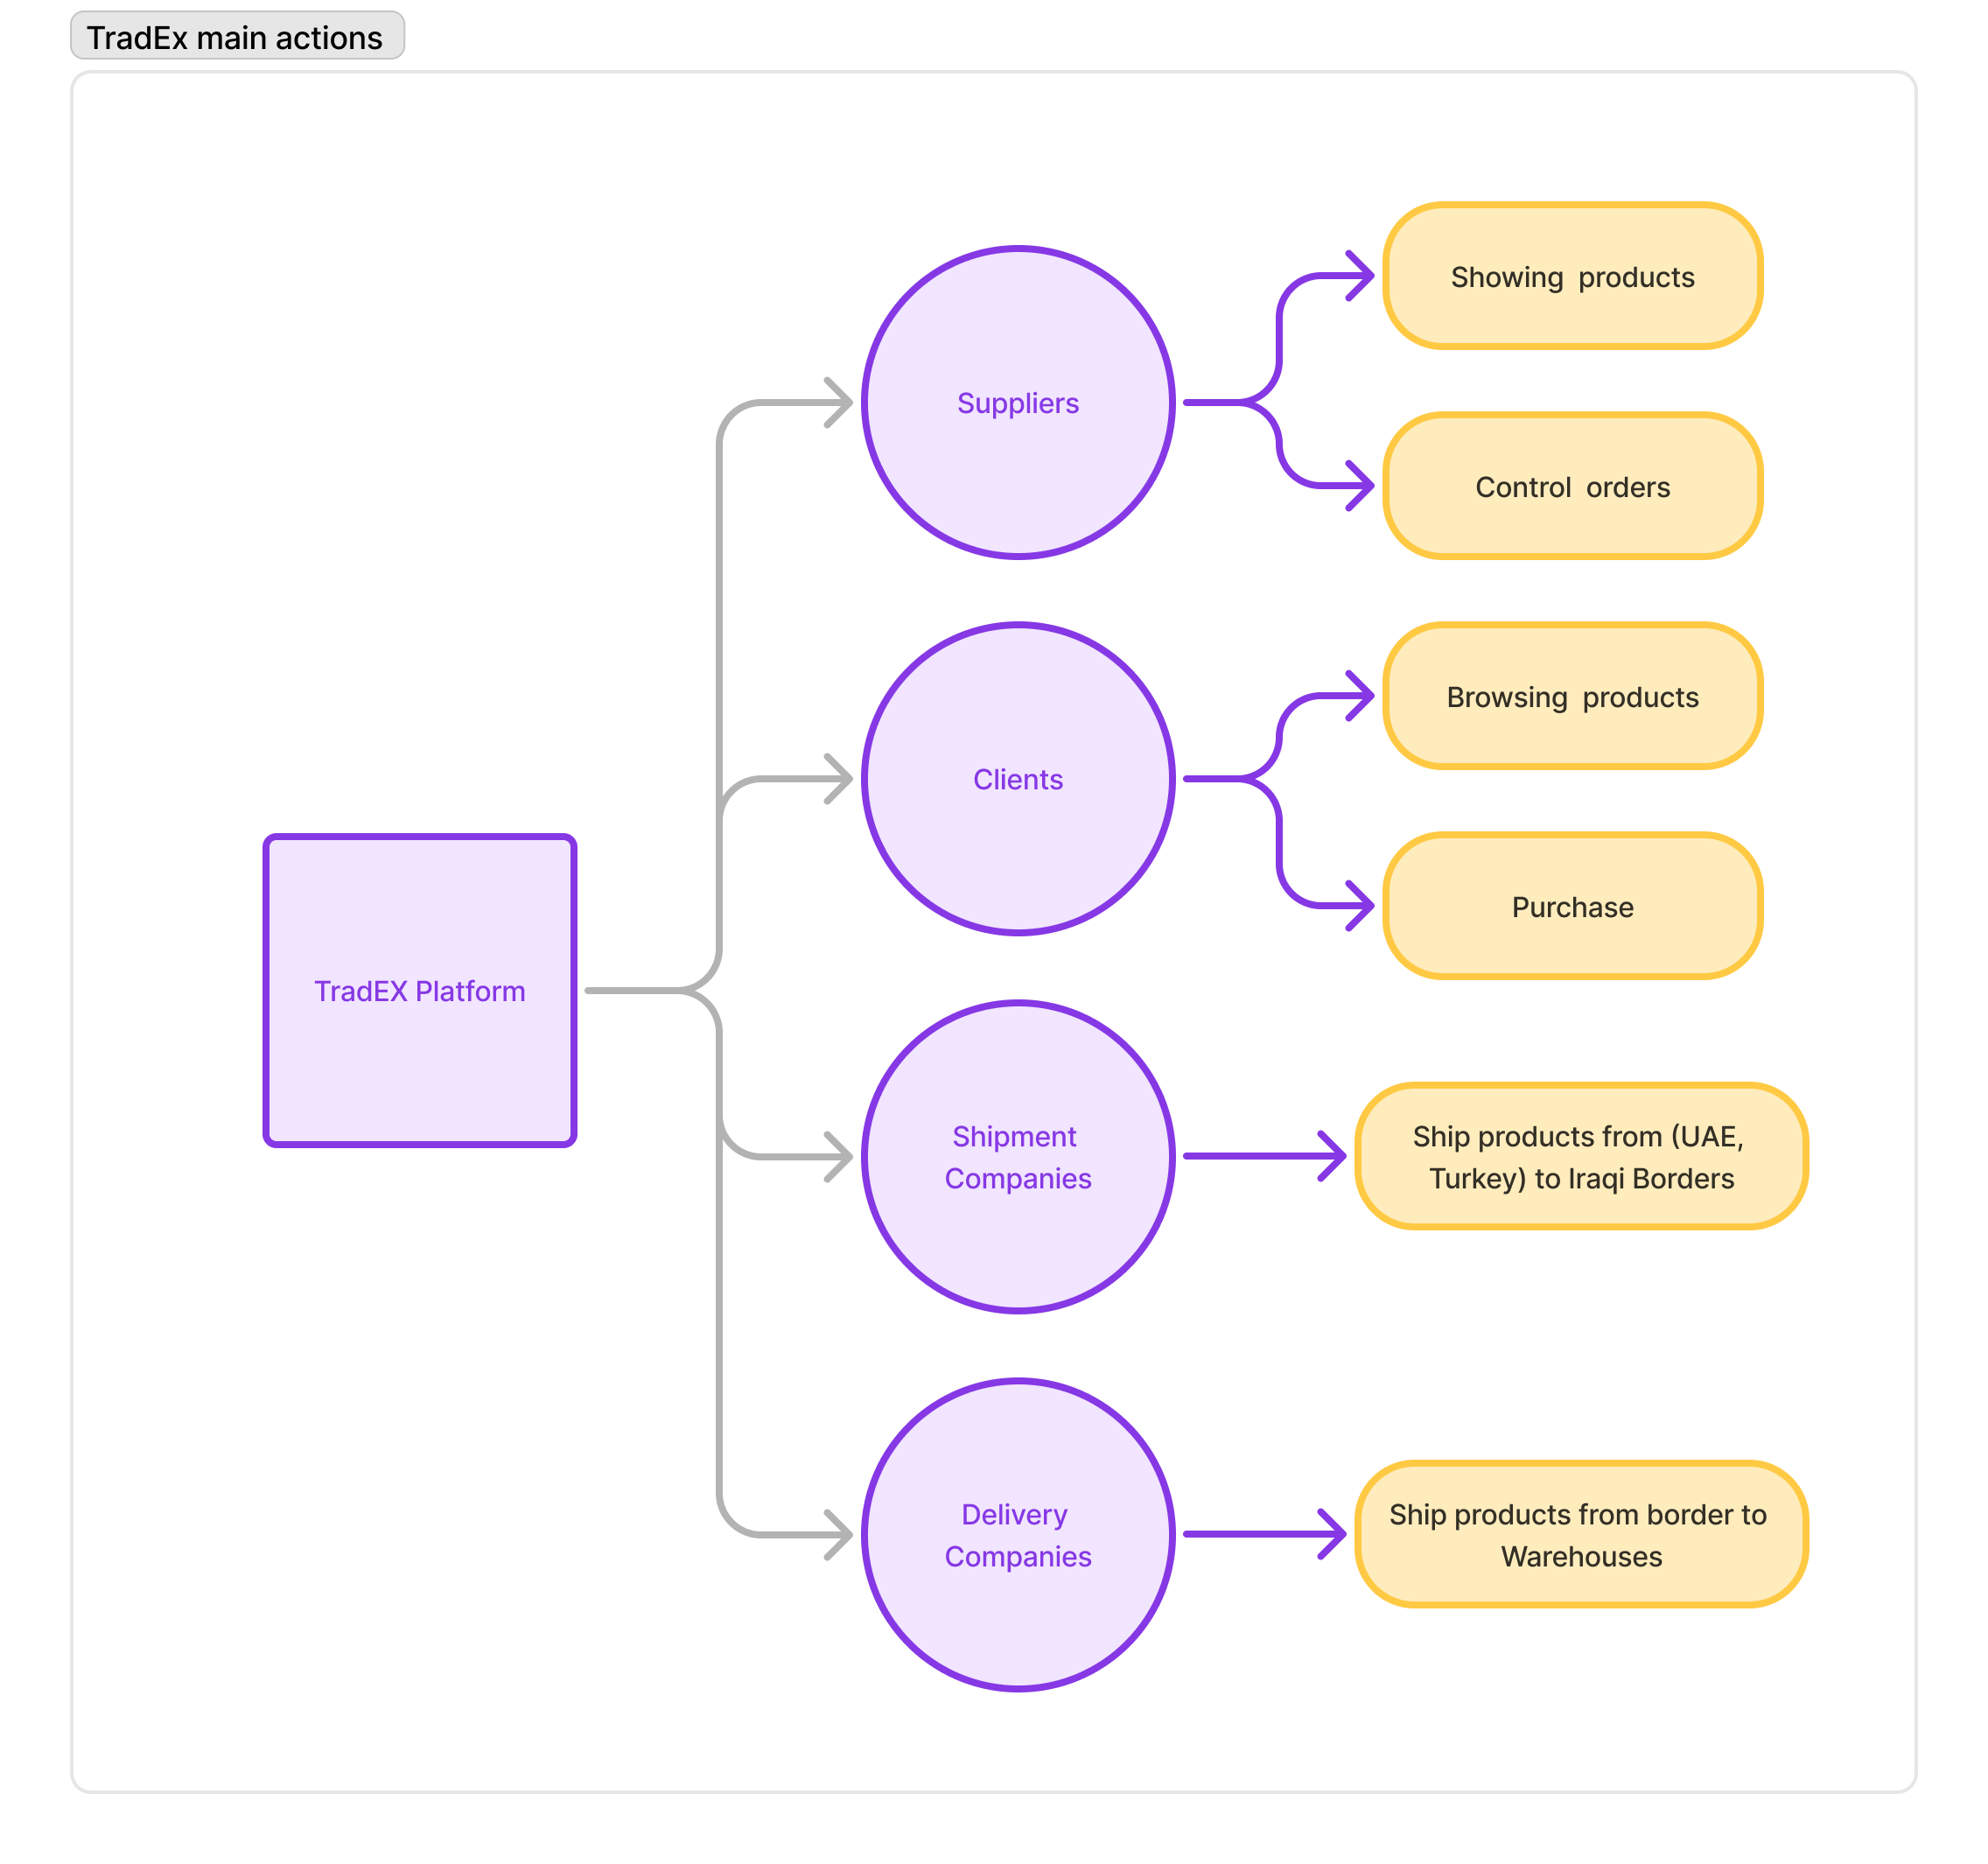 TradEx main actions
Showing products
Suppliers
Control orders
Browsing products
Clients
Purchase
TradEX Platform
Shipment
Companies
Ship products from (UAE,
Turkey) to Iraqi Borders
Delivery
Companies
Ship products from border to
Warehouses